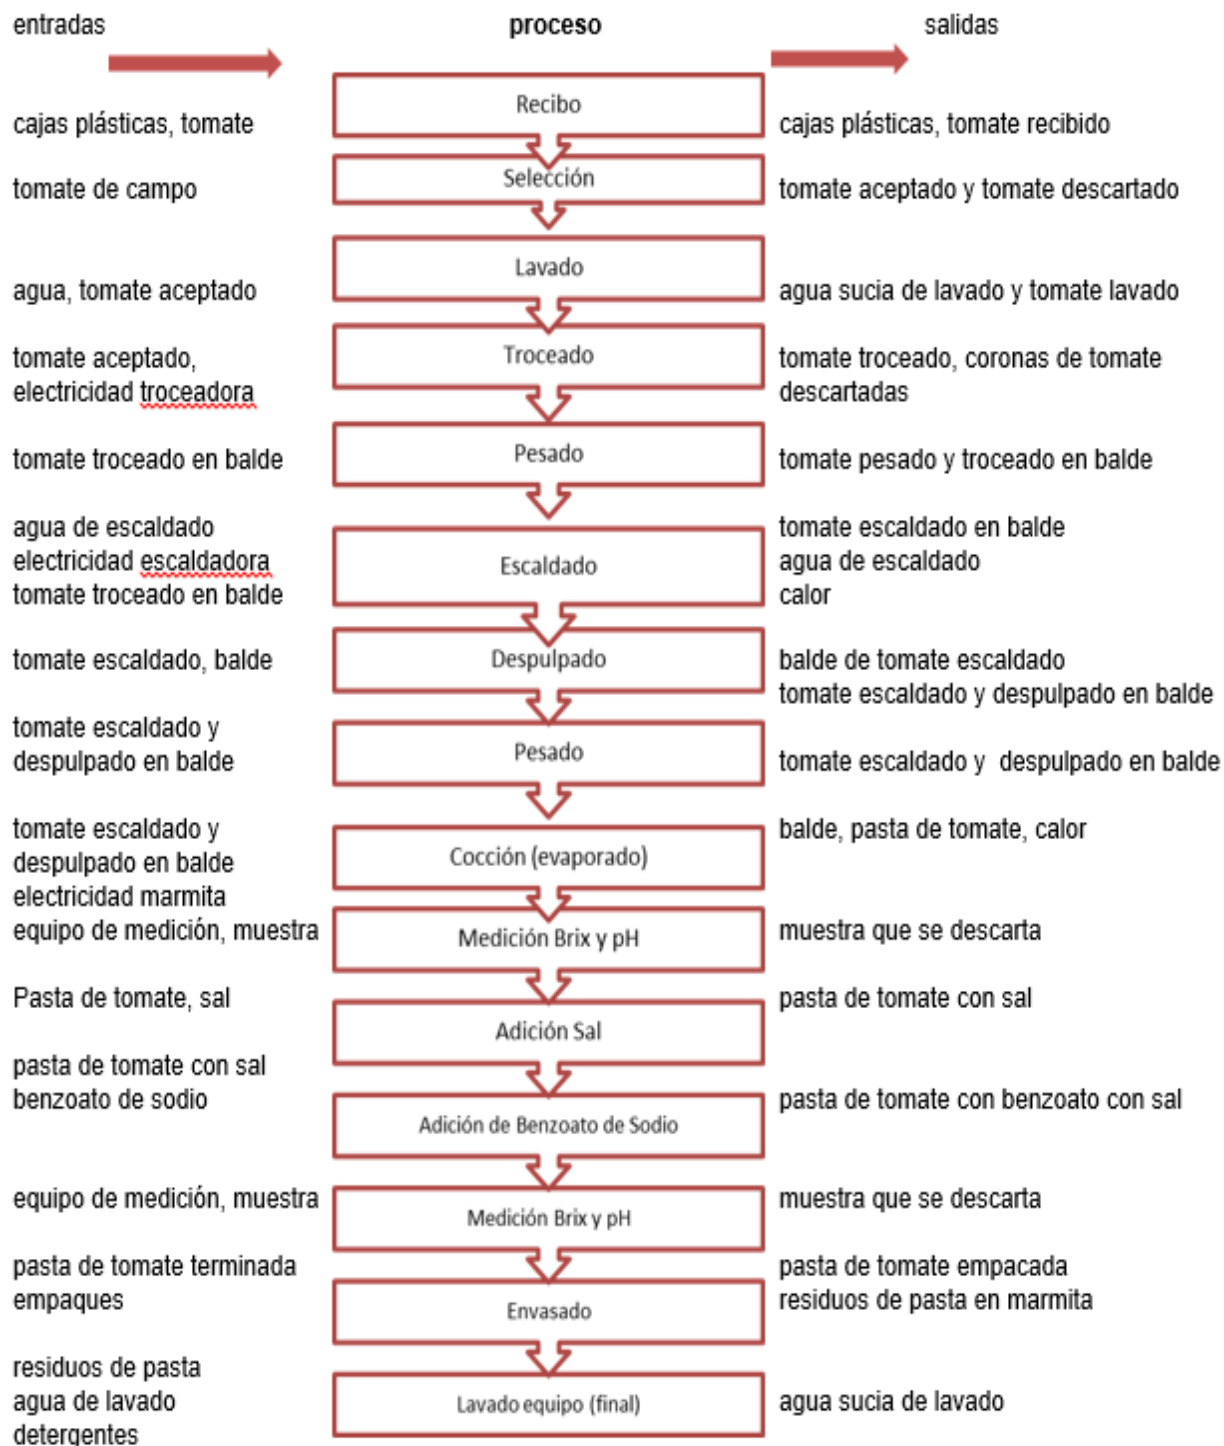 entradas
proceso
salidas
Recibo
cajas plásticas, tomate
cajas plásticas, tomate recibido
Selección
tomate de campo
tomate aceptado y tomate descartado
Lavado
agua, tomate aceptado
agua sucia de lavado y tomate lavado
Troceado
tomate aceptado,
electricidad troceadora
tomate troceado, coronas de tomate
descartadas
Pesado
tomate troceado en balde
tomate pesado y troceado en balde
agua de escaldado
electricidad escaldadora
tomate troceado en balde
Escaldado
tomate escaldado en balde
agua de escaldado
calor
tomate escaldado, balde
Despulpado
balde de tomate escaldado
tomate escaldado y despulpado en balde
tomate escaldado y
despulpado en balde
Pesado
tomate escaldado y  despulpado en balde
tomate escaldado y
despulpado en balde
electricidad marmita
Cocción (evaporado)
balde, pasta de tomate, calor
equipo de medición, muestra
Medición Brix y pH
muestra que se descarta
Pasta de tomate, sal
Adición Sal
pasta de tomate con sal
pasta de tomate con sal
benzoato de sodio
Adición de Benzoato de Sodio
pasta de tomate con benzoato con sal
equipo de medición, muestra
Medición Brix y pH
muestra que se descarta
pasta de tomate terminada
empaques
Envasado
pasta de tomate empacada
residuos de pasta en marmita
residuos de pasta
agua de lavado
detergentes
Lavado equipo (final)
agua sucia de lavado